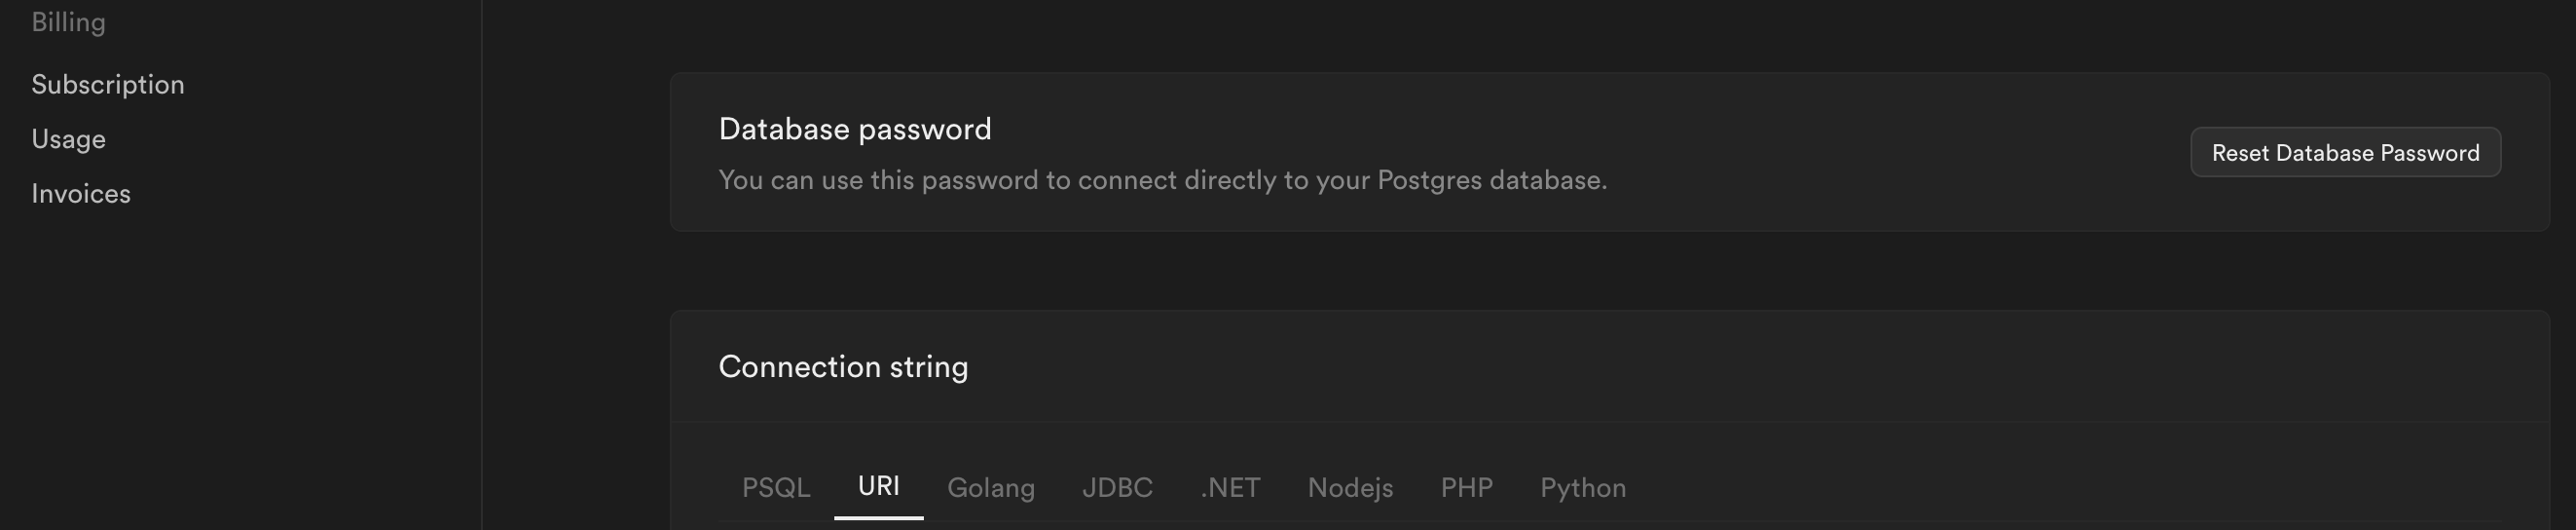 Billing
Subscription
Usage
Invoices
Database password
You can use this password to connect directly to your Postgres database.
Reset Database Password
Connection string
PSQL URI Golang JDBC .NET Nodejs PHP Python